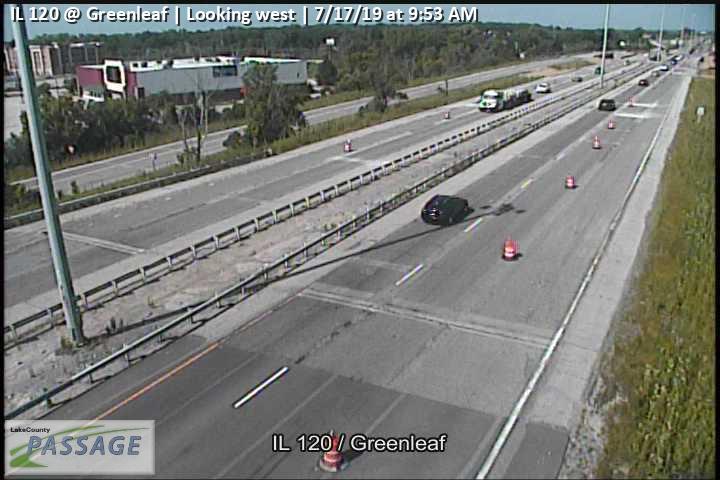 IL 120 @ Greenleaf | Looking west | 7/17/19 at 9:53 AM
IL 120 / Greenleaf
LakeCounty
PASSAGE